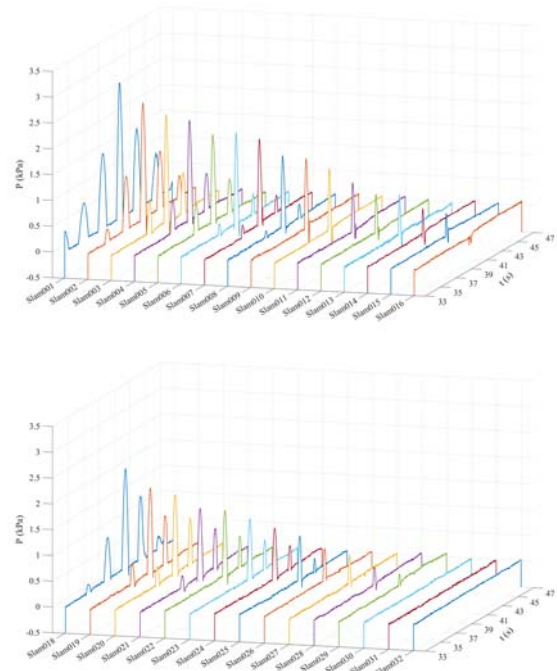 3.5
3
2.5
2
1.5
1
0.5
0
-0.5
P (kPa)
Slam001
Slam002
Slam003
Slam004
Slam005
Slam006
Slam007
Slam008
Slam009
Slam010
Slam011
Slam012
Slam013
Slam014
Slam015
Slam016
33
35
37
39
41
43
45
47
t (s)
3.5
3
2.5
2
1.5
1
0.5
0
-0.5
P (kPa)
Slam018
Slam019
Slam020
Slam021
Slam022
Slam023
Slam024
Slam025
Slam026
Slam027
Slam028
Slam029
Slam030
Slam031
Slam032
33
35
37
39
41
43
45
47
t (s)